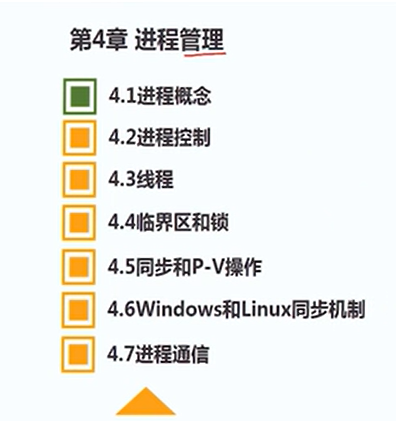 第4章 进程管理
4.1进程概念
4.2进程控制
4.3线程
4.4临界区和锁
4.5同步和P-V操作
4.6Windows和Linux同步机制
4.7进程通信